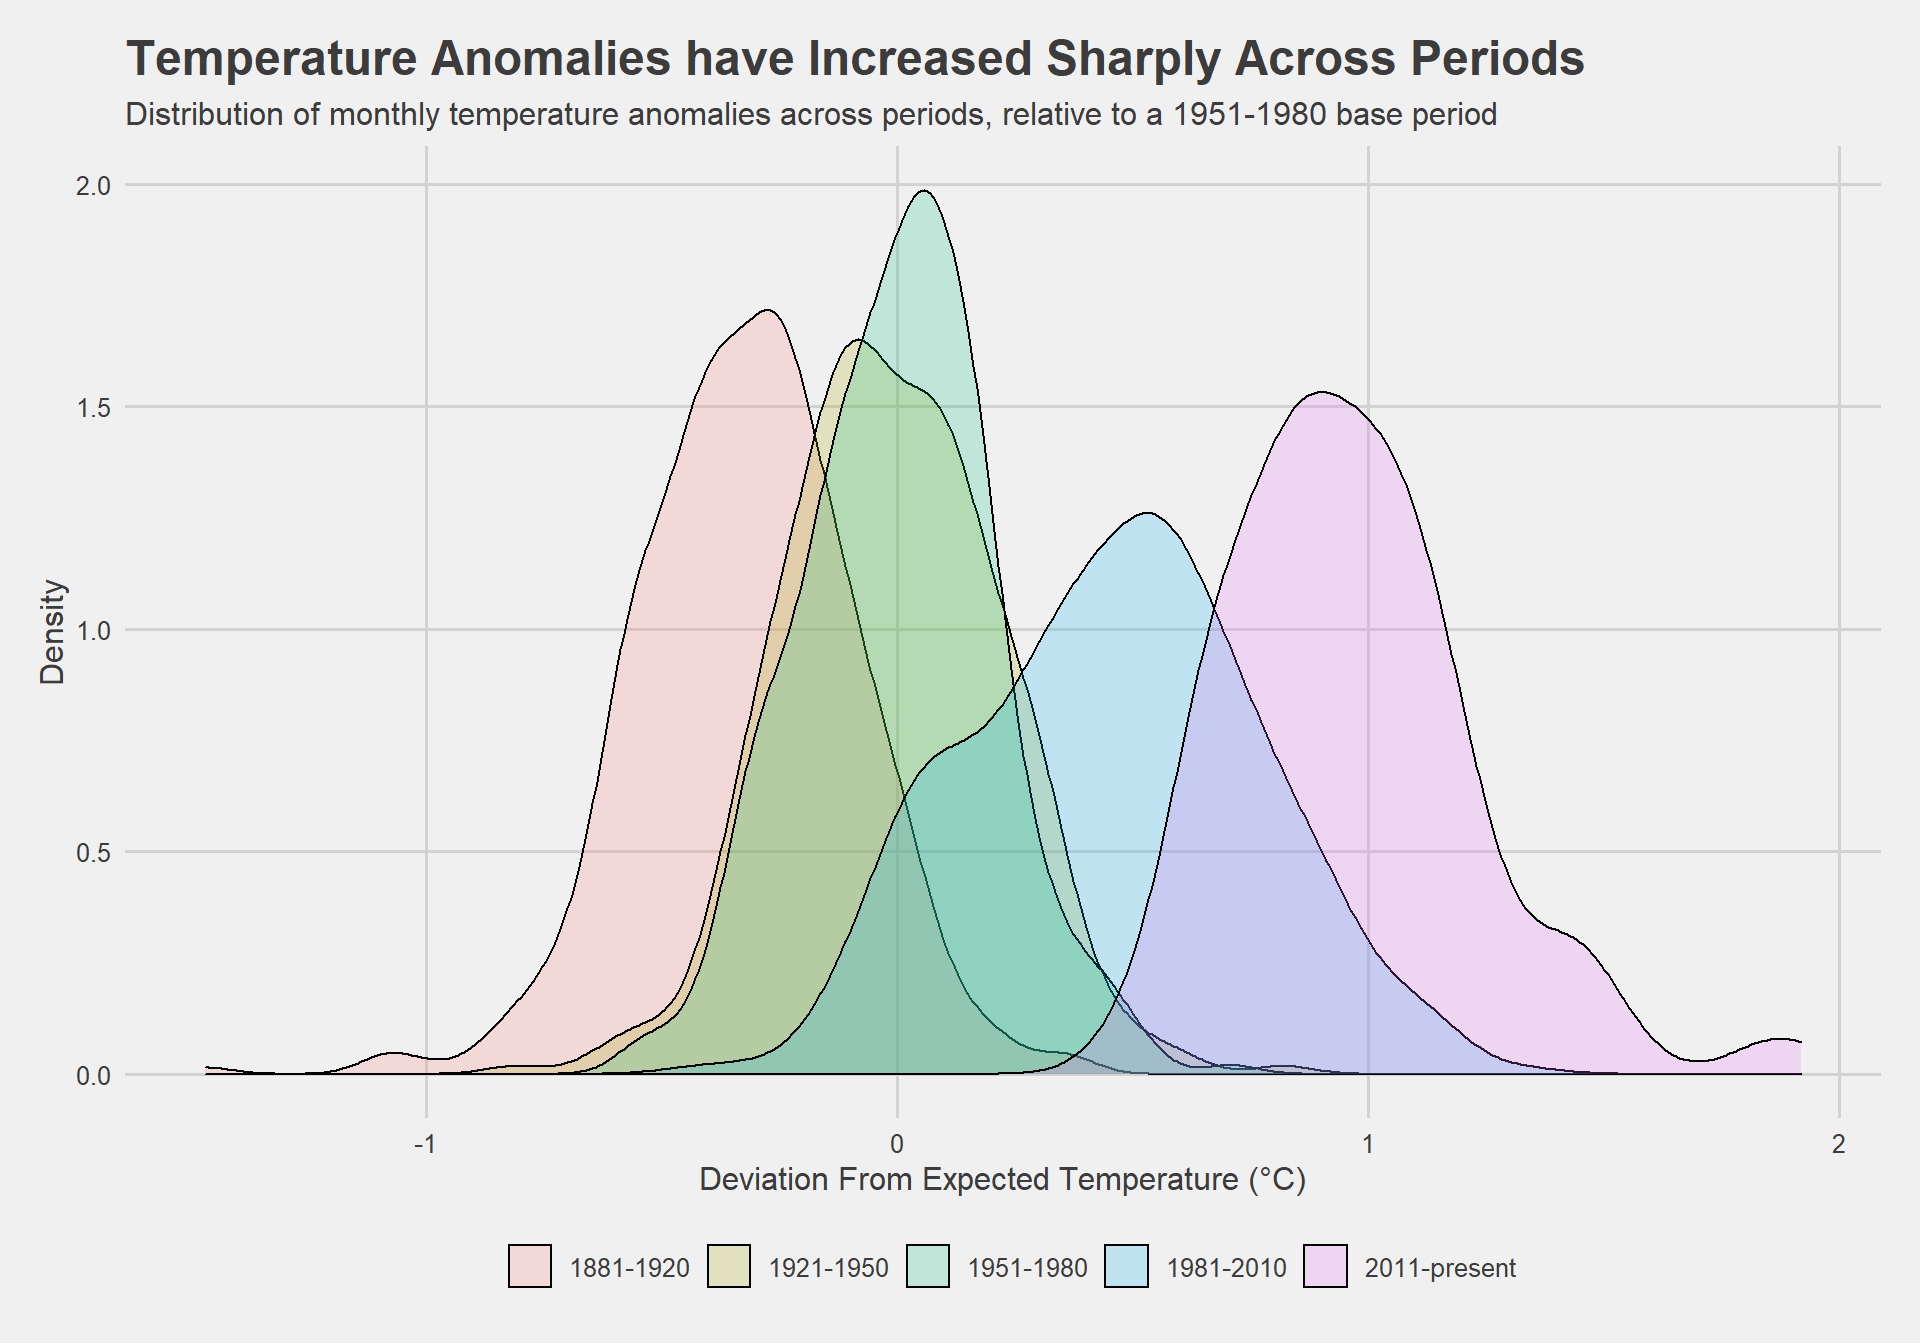 Temperature Anomalies have Increased Sharply Across Periods
Distribution of monthly temperature anomalies across periods, relative to a 1951-1980 base period
2.0
1.5
1.0
0.5
0.0
Density
-1
0
1
2
Deviation From Expected Temperature (°C)
1881-1920
1921-1950
1951-1980
1981-2010
2011-present